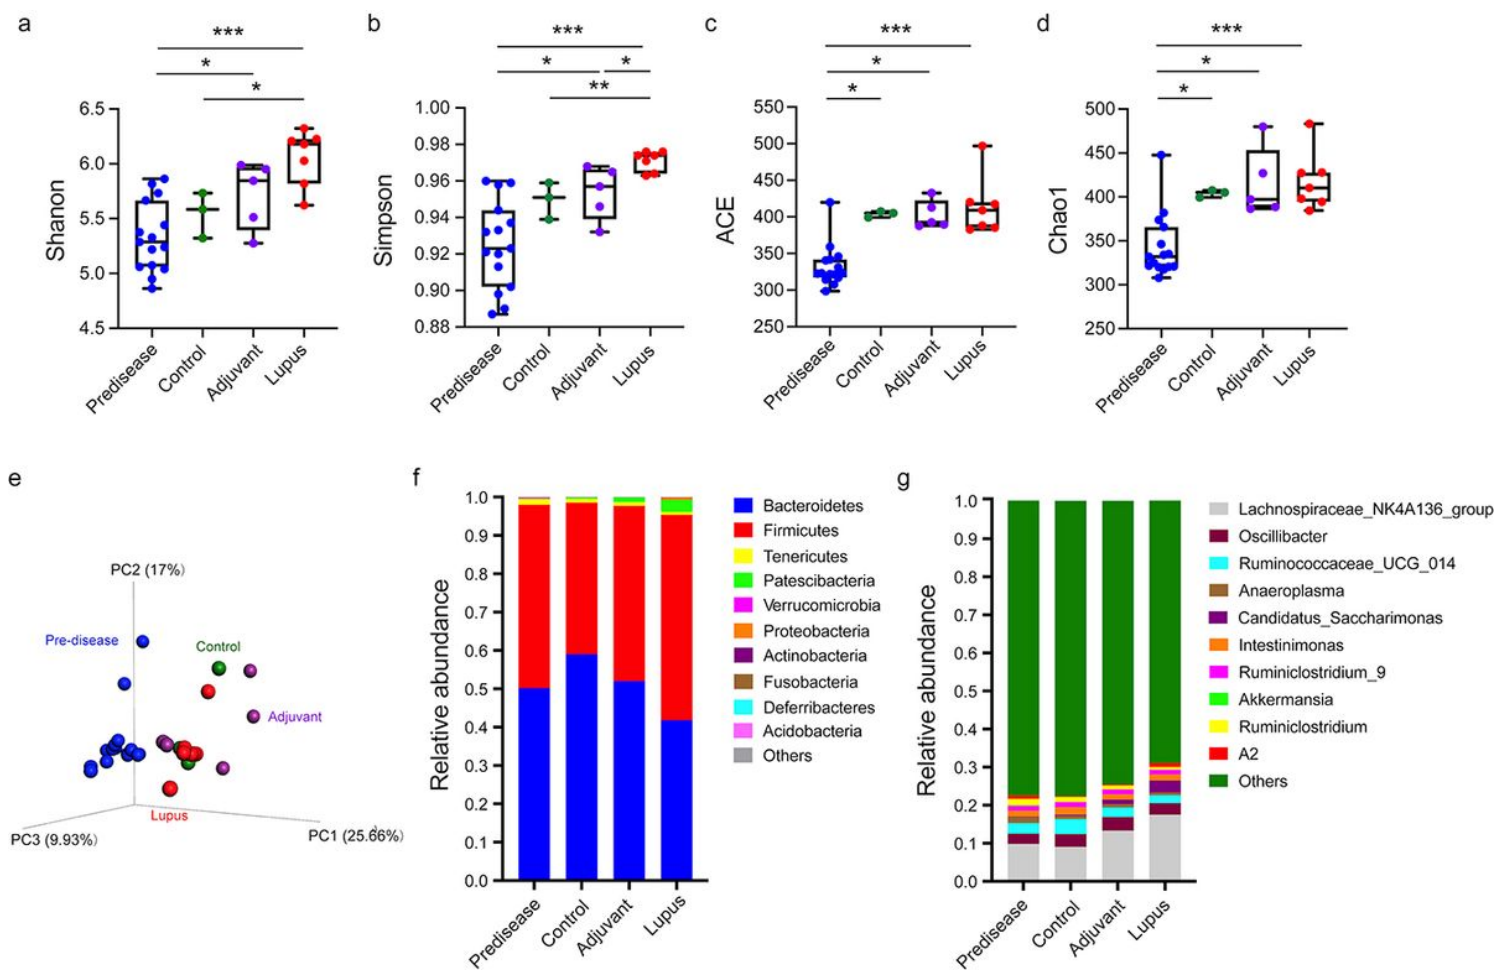 a
***
*
*
6.5
6.0
5.5
5.0
4.5
Shanon
Predisease
Control
Adjuvant
Lupus
b
***
*
*
**
1.00
0.98
0.96
0.94
0.92
0.90
0.88
Simpson
Predisease
Control
Adjuvant
Lupus
c
***
*
*
550
500
450
400
350
300
250
ACE
Predisease
Control
Adjuvant
Lupus
d
***
*
*
500
450
400
350
300
250
Chao1
Predisease
Control
Adjuvant
Lupus
e
PC2 (17%)
Pre-disease
Control
Adjuvant
Lupus
PC3 (9.93%)
PC1 (25.66%)
f
1.0
0.9
0.8
0.7
0.6
0.5
0.4
0.3
0.2
0.1
0.0
Relative abundance
Predisease
Control
Adjuvant
Lupus
Bacteroidetes
Firmicutes
Tenericutes
Patescibacteria
Verrucomicrobia
Proteobacteria
Actinobacteria
Fusobacteria
Deferribacteres
Acidobacteria
Others
g
1.0
0.9
0.8
0.7
0.6
0.5
0.4
0.3
0.2
0.1
0.0
Relative abundance
Predisease
Control
Adjuvant
Lupus
Lachnospiraceae_NK4A136_group
Oscillibacter
Ruminococcaceae_UCG_014
Anaeroplasma
Candidatus_Saccharimonas
Intestinimonas
Ruminiclostridium_9
Akkermansia
Ruminiclostridium
A2
Others